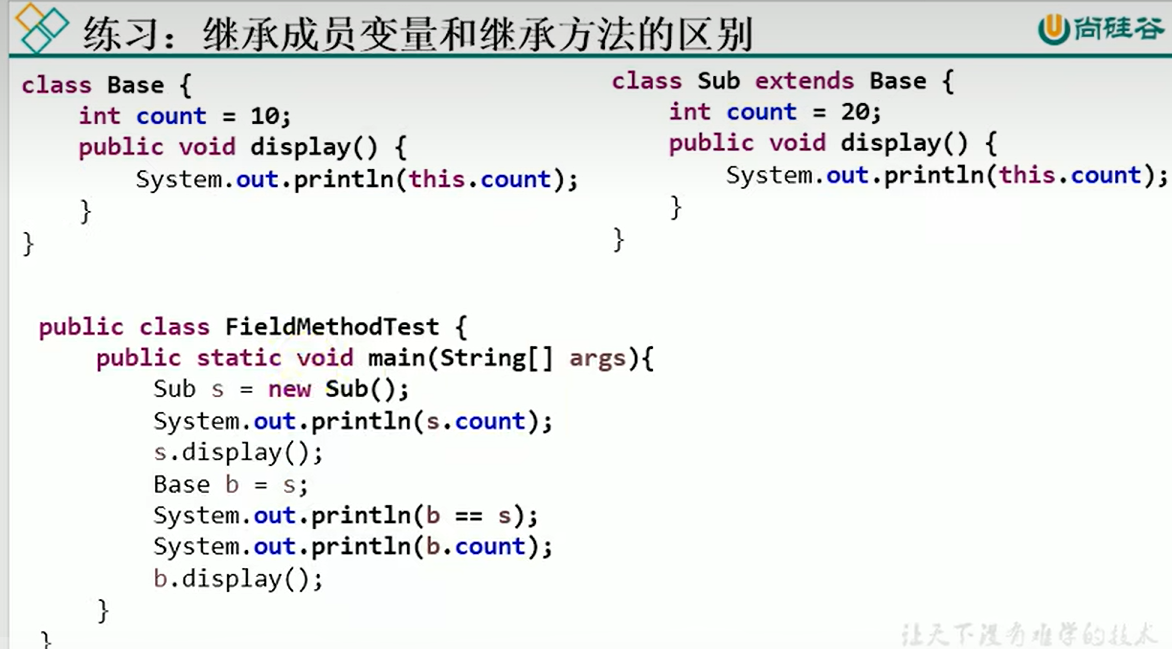 练习：继承成员变量和继承方法的区别
尚硅谷
class Base {
    int count = 10;
    public void display() {
        System.out.println(this.count);
    }
}
class Sub extends Base {
    int count = 20;
    public void display() {
        System.out.println(this.count);
    }
}
public class FieldMethodTest {
    public static void main(String[] args){
        Sub s = new Sub();
        System.out.println(s.count);
        s.display();
        Base b = s;
        System.out.println(b == s);
        System.out.println(b.count);
        b.display();
    }
}
让天下没有难学的技术